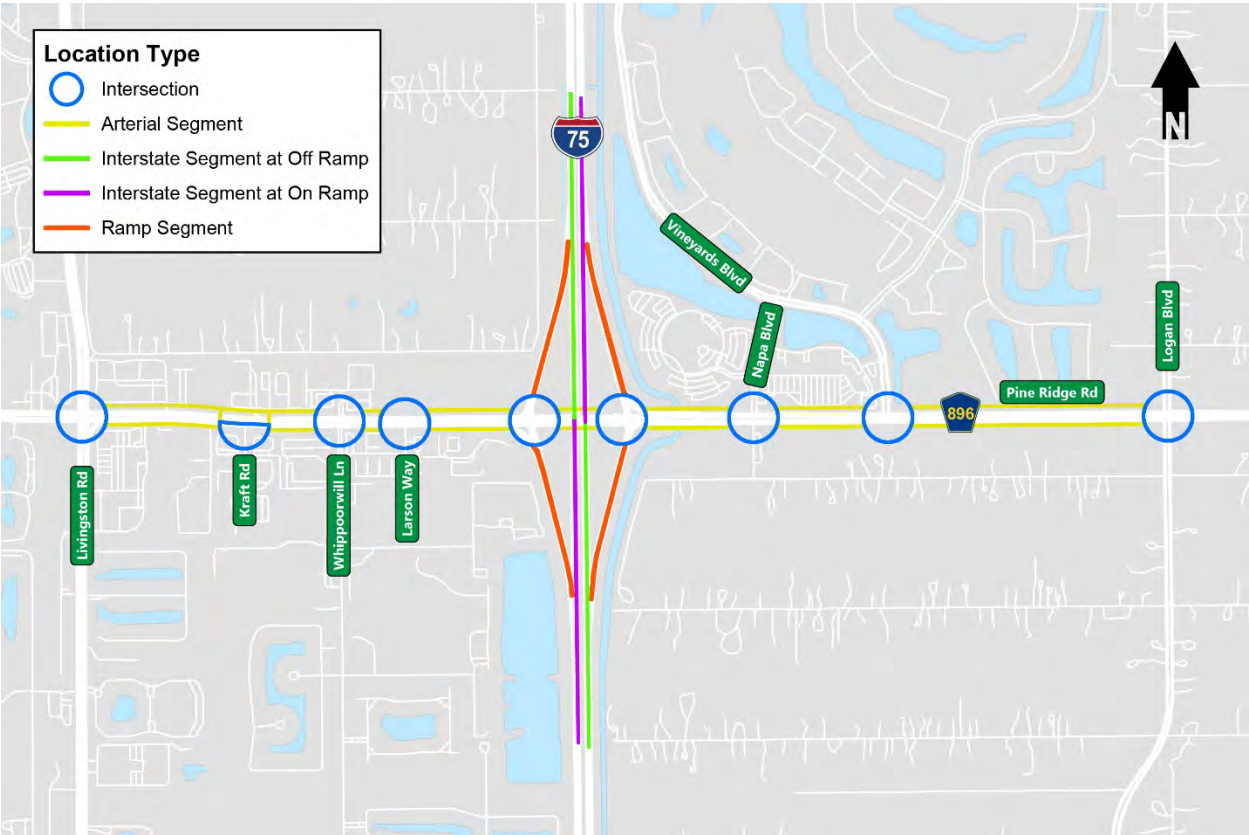 Location Type
Intersection
Arterial Segment
Interstate Segment at Off Ramp
Interstate Segment at On Ramp
Ramp Segment
75
N
Vineyards Blvd
Napa Blvd
Logan Blvd
Pine Ridge Rd
896
Livingston Rd
Kraft Rd
Whippoorwill Ln
Larson Way